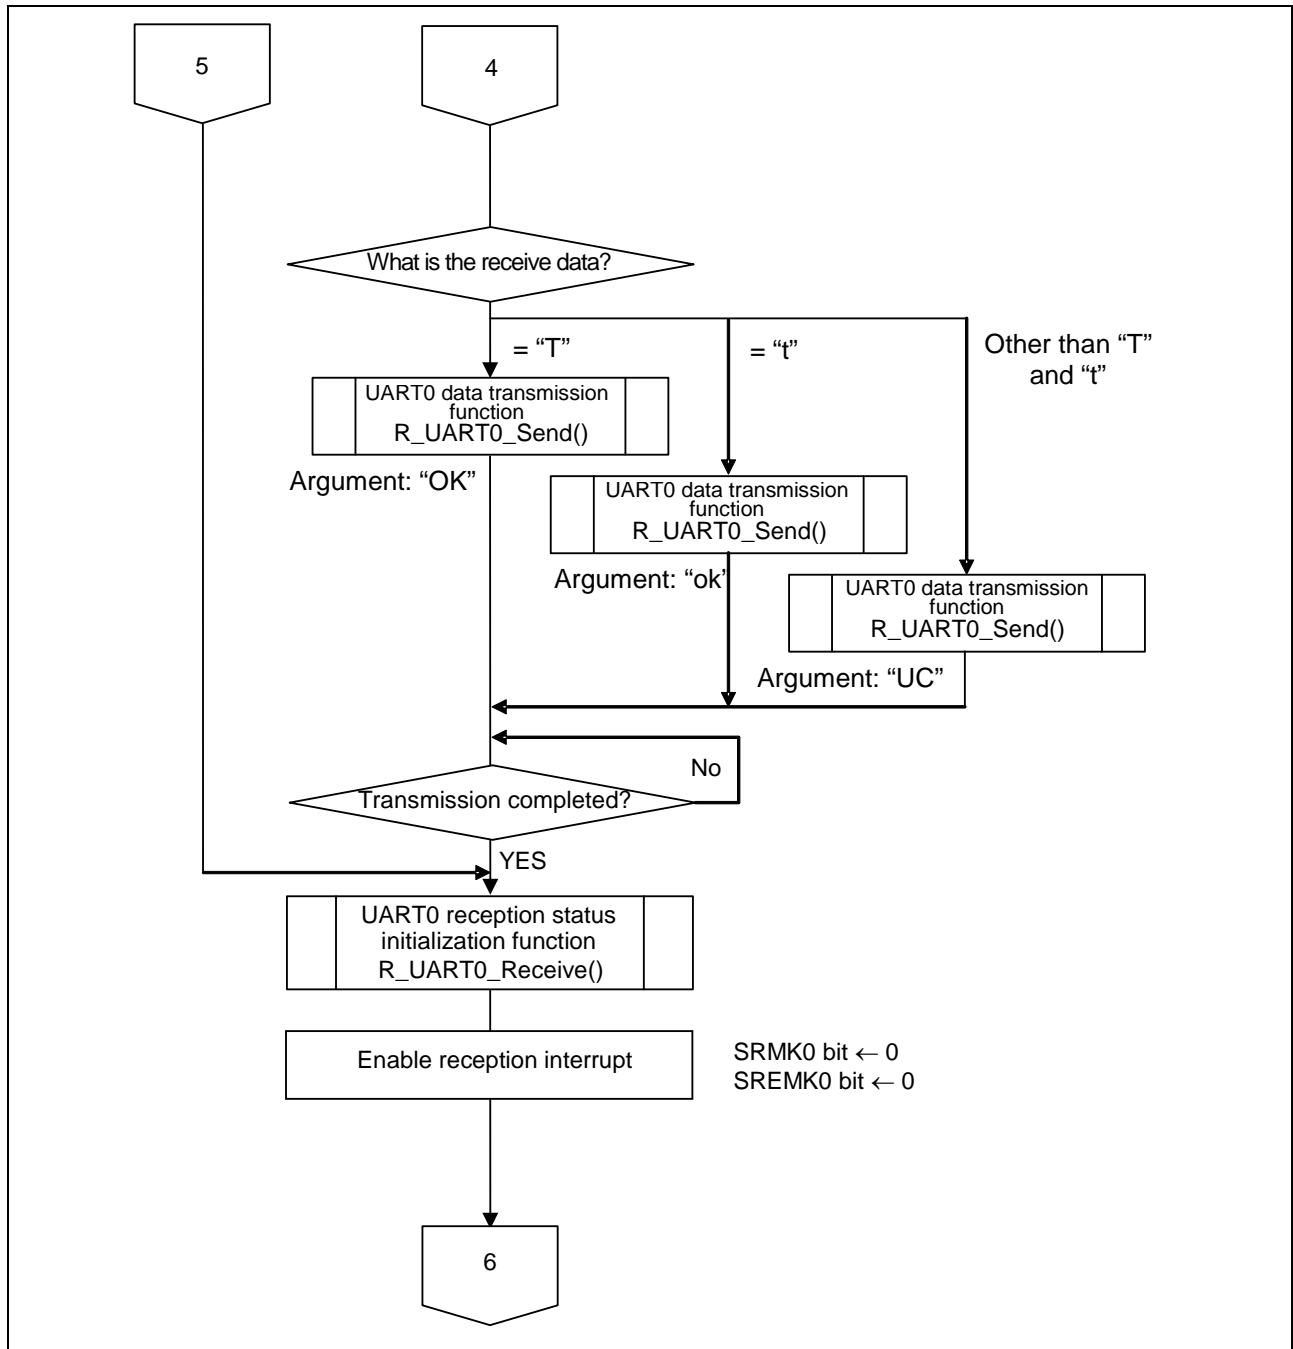 5
4
What is the receive data?
= “T”
= “t”
Other than “T”
and “t”
UART0 data transmission
function
R_UART0_Send()
Argument: “OK”
UART0 data transmission
function
R_UART0_Send()
Argument: “ok’
UART0 data transmission
function
R_UART0_Send()
Argument: “UC”
No
Transmission completed?
YES
UART0 reception status
initialization function
R_UART0_Receive()
Enable reception interrupt
SRMK0 bit ← 0
SREMK0 bit ← 0
6